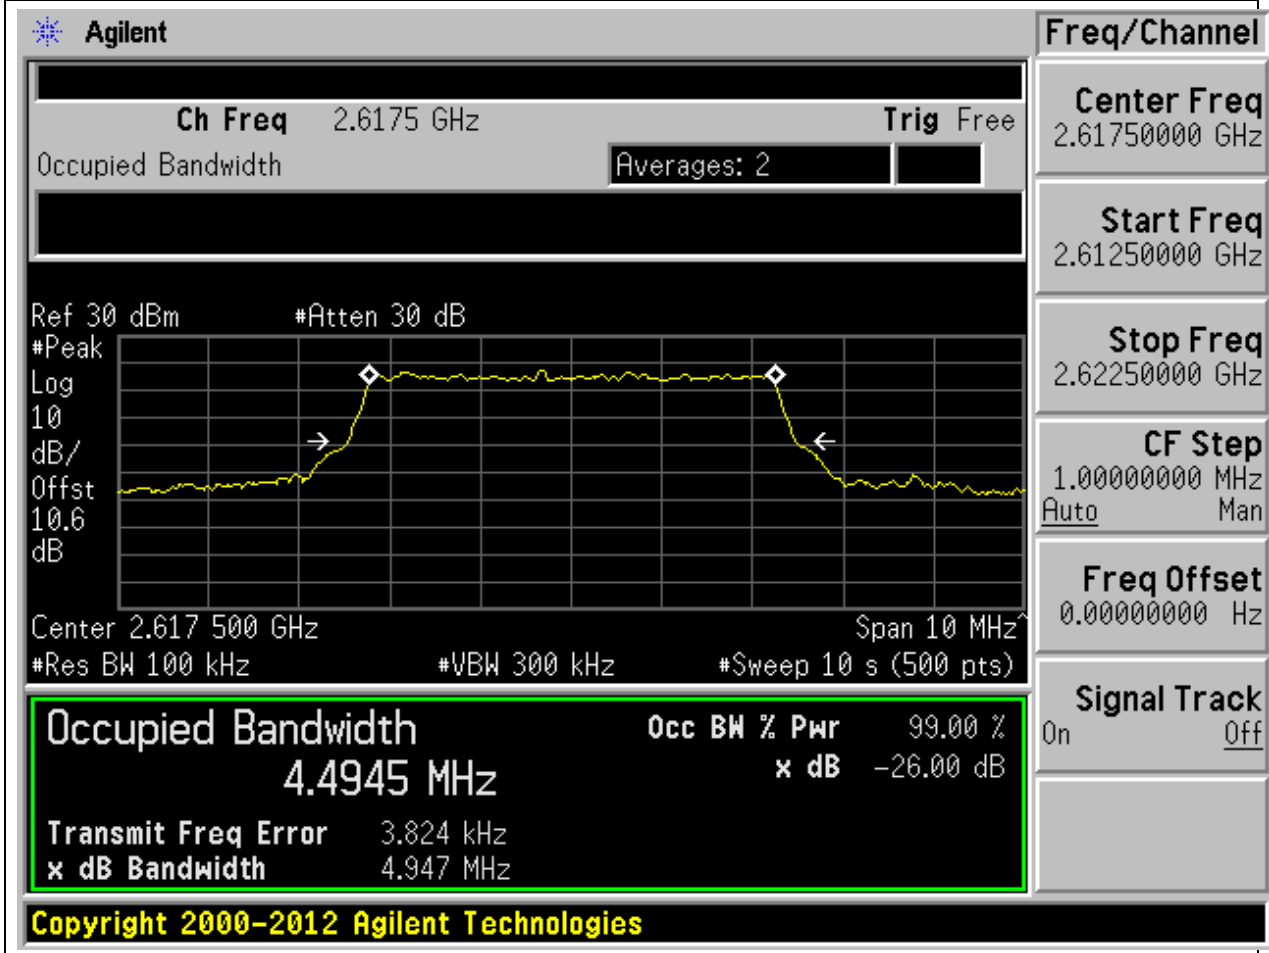 Agilent
Freq/Channel
Ch Freq 2.6175 GHz Trig Free
Occupied Bandwidth Averages: 2
Center Freq
2.61750000 GHz
Start Freq
2.61250000 GHz
Stop Freq
2.62250000 GHz
CF Step
1.00000000 MHz
Auto Man
Freq Offset
0.00000000 Hz
Signal Track
On Off
Ref 30 dBm #Atten 30 dB
#Peak
Log
10
dB/
Offst
10.6
dB
Center 2.617 500 GHz Span 10 MHz^
#Res BW 100 kHz #VBW 300 kHz #Sweep 10 s (500 pts)
Occupied Bandwidth
4.4945 MHz
Occ BW % Pwr 99.00 %
x dB -26.00 dB
Transmit Freq Error 3.824 kHz
x dB Bandwidth 4.947 MHz
Copyright 2000-2012 Agilent Technologies